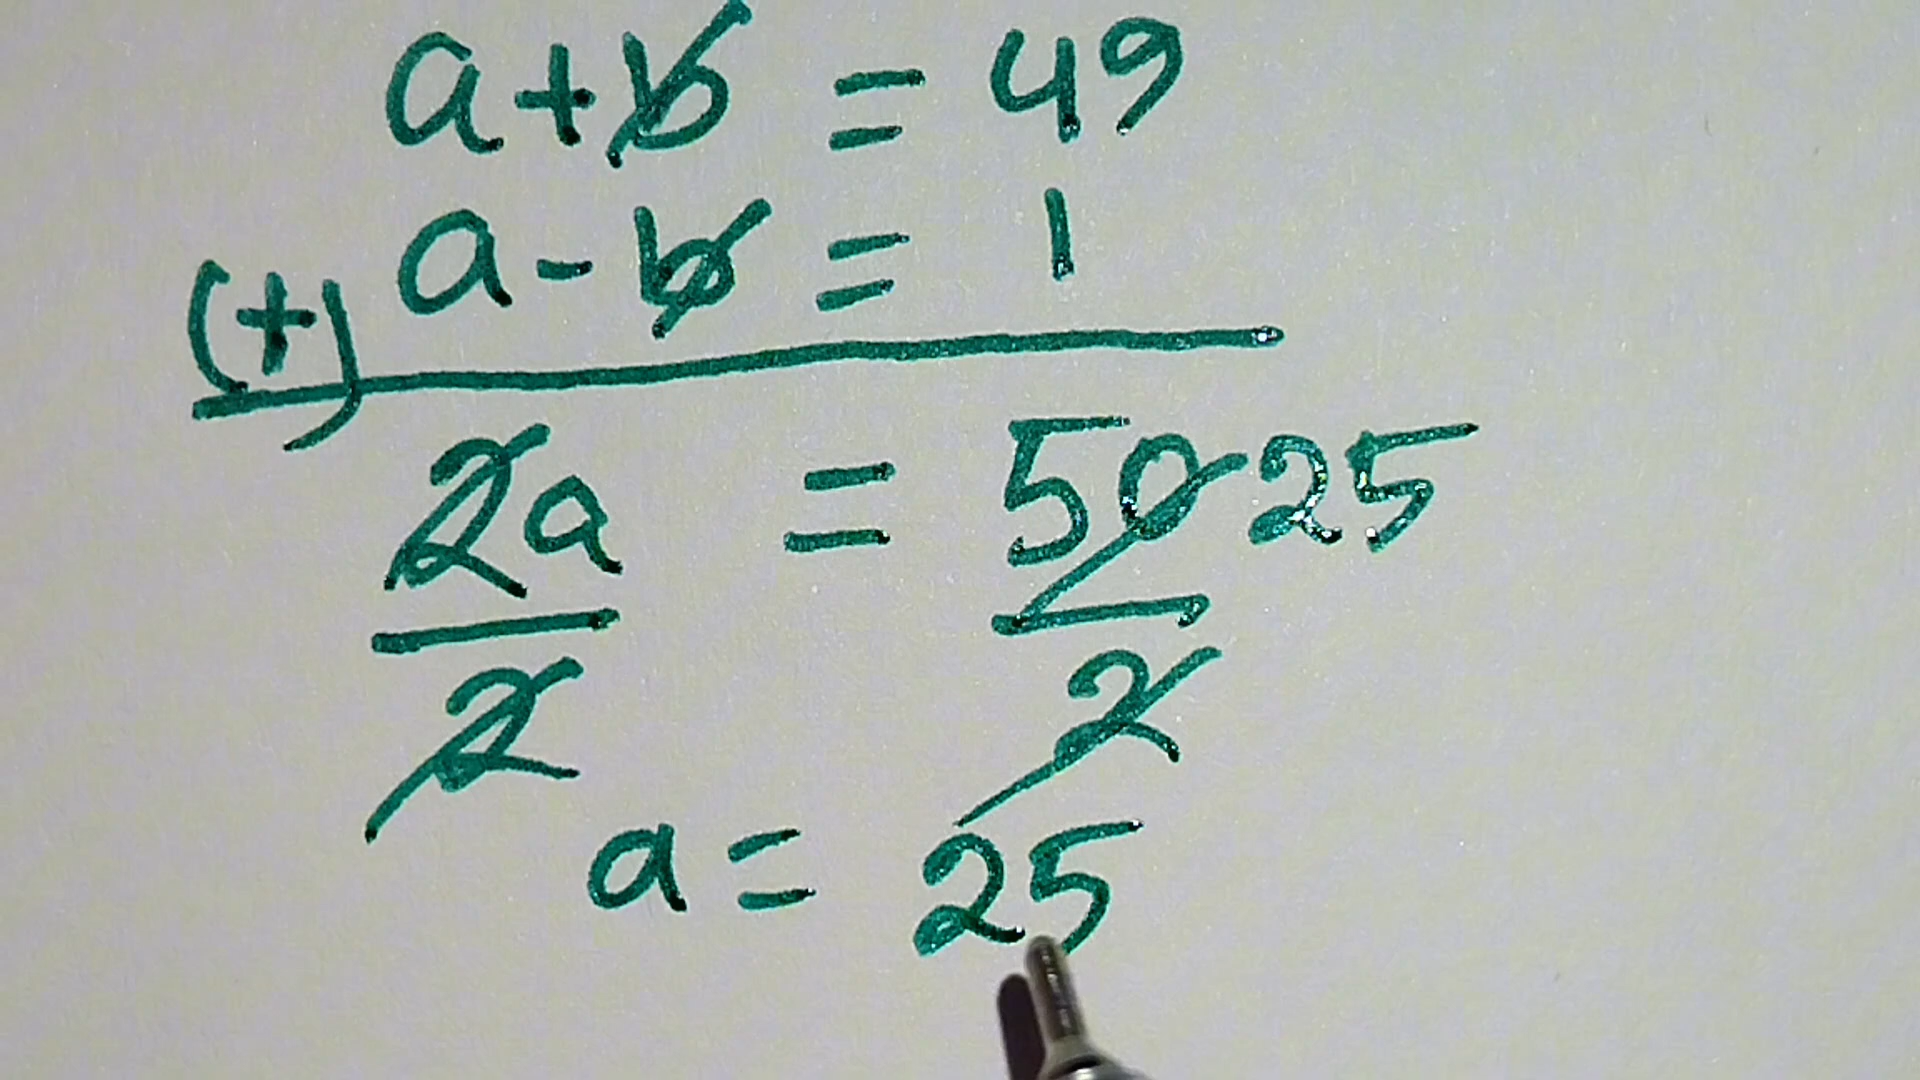 a+b = 49
(+) a-b = 1
2a = 50 25
2 2
a = 25